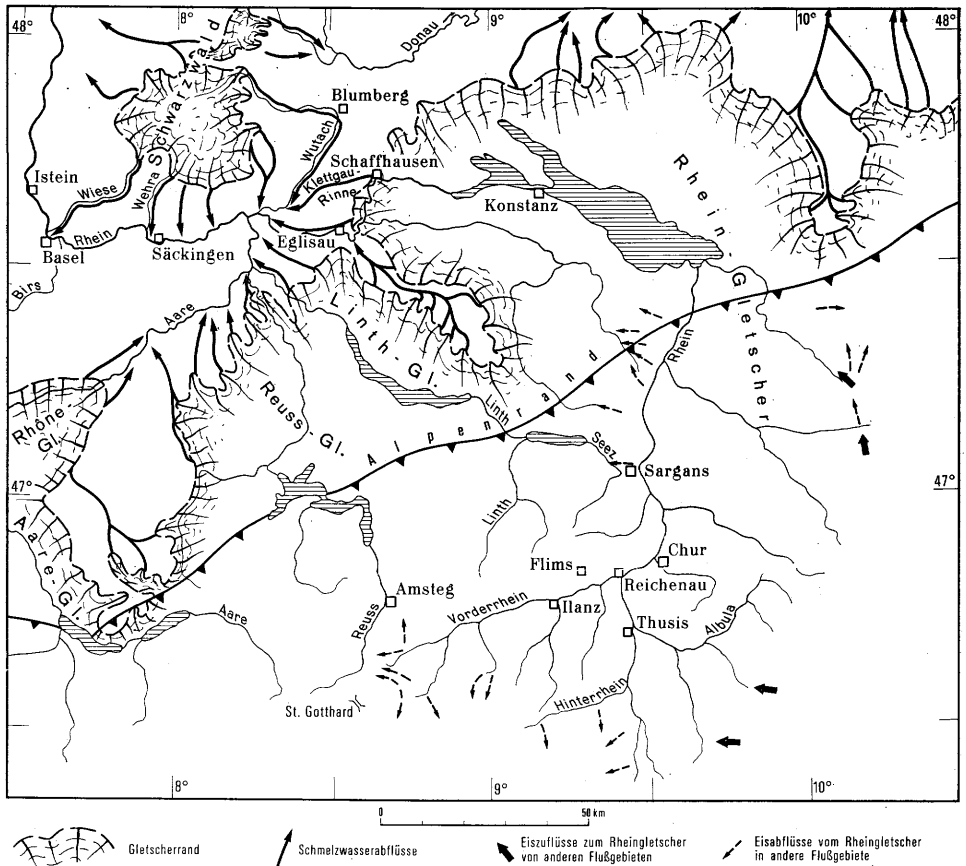 48°
8°
9°
10°
48°
Donau
Schwarzwald
Blumberg
Wutach
Schaffhausen
Klettgau-
Rinne
Istein
Wiese
Wehra
Konstanz
Rhein-
Gletscher
Rhein
Basel
Säckingen
Eglisau
Birs
Aare
Linth-Gl.
Rhein
Rhône-
Gl.
Reuss-Gl.
Linth
Alpenrand
Seez
Sargans
47°
47°
Linth
Aare-Gl.
Chur
Flims
Reichenau
Amsteg
Vorderrhein
Ilanz
Albula
Aare
Reuss
Thusis
St. Gotthard
Hinterrhein
8°
9°
10°
0
50 km
Gletscherrand
Schmelzwasserabflüsse
Eiszuflüsse zum Rheingletscher
von anderen Flußgebieten
Eisabflüsse vom Rheingletscher
in andere Flußgebiete